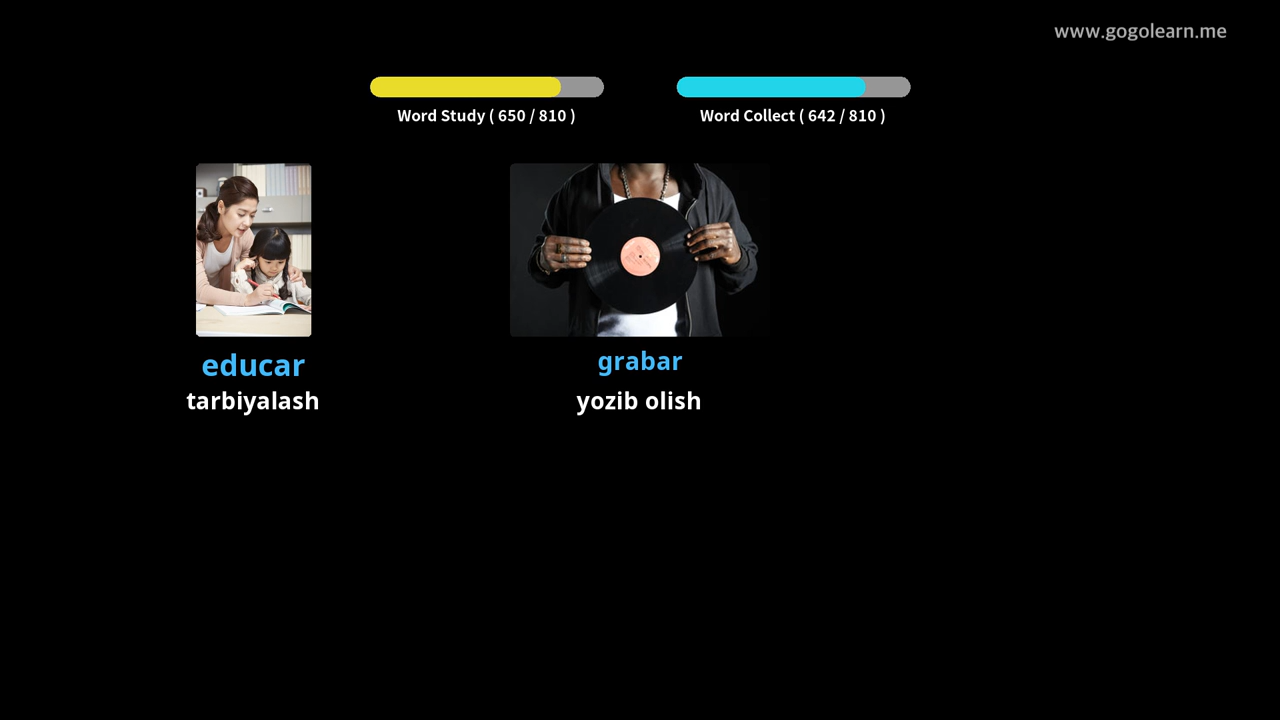 www.gogolearn.me
Word Study ( 650 / 810 )
Word Collect ( 642 / 810 )
educar
tarbiyalash
grabar
yozib olish